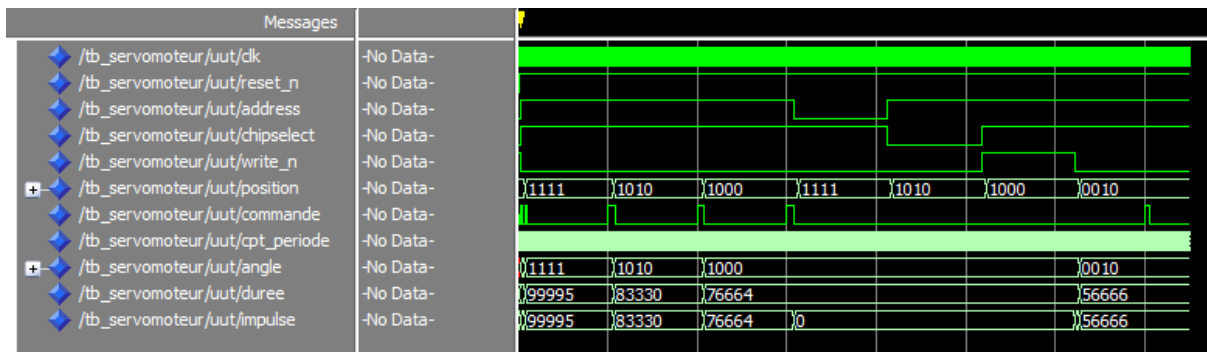 Messages
/tb_servomoteur/uut/clk -No Data-
/tb_servomoteur/uut/reset_n -No Data-
/tb_servomoteur/uut/address -No Data-
/tb_servomoteur/uut/chipselect -No Data-
/tb_servomoteur/uut/write_n -No Data-
/tb_servomoteur/uut/position -No Data- 1111 1010 1000 1111 1010 1000 0010
/tb_servomoteur/uut/commande -No Data-
/tb_servomoteur/uut/cpt_periode -No Data-
/tb_servomoteur/uut/angle -No Data- 1111 1010 1000 0010
/tb_servomoteur/uut/duree -No Data- 99995 83330 76664 56666
/tb_servomoteur/uut/impulse -No Data- 99995 83330 76664 0 56666